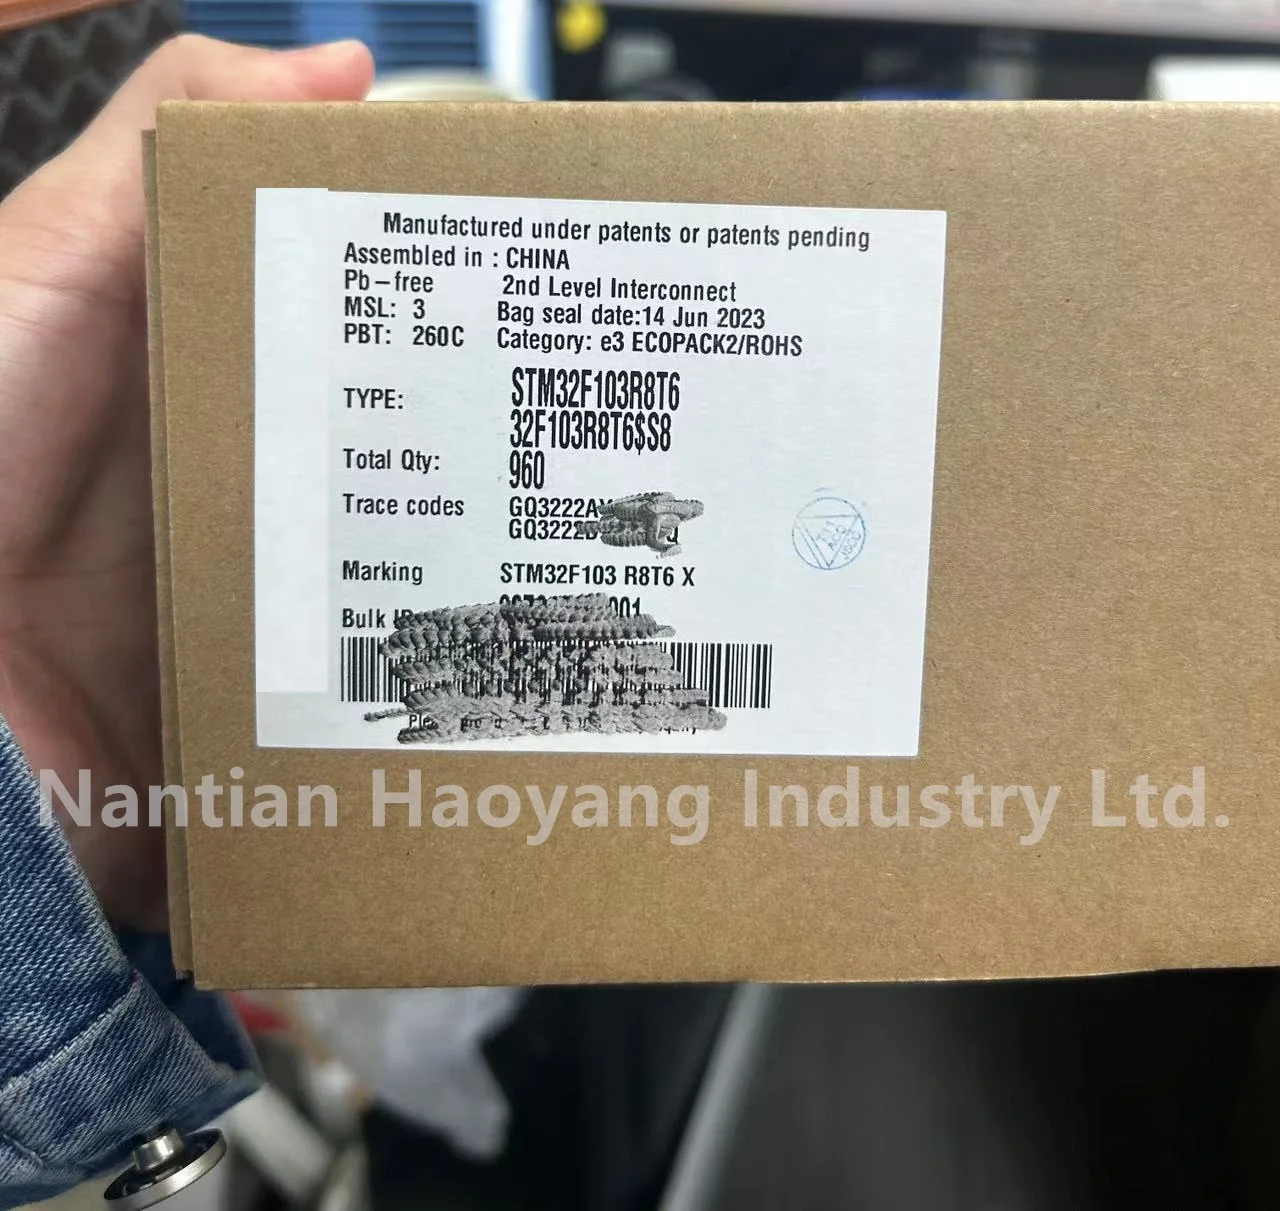 Manufactured under patents or patents pending
Assembled in : CHINA
Pb-free 2nd Level Interconnect
MSL: 3 Bag seal date:14 Jun 2023
PBT: 260C Category: e3 ECOPACK2/ROHS
TYPE: STM32F103R8T6
32F103R8T6$S8
Total Qty: 960
Trace codes GQ3222A
GQ3222
Marking STM32F103 R8T6 X
Bulk
Nantian Haoyang Industry Ltd.